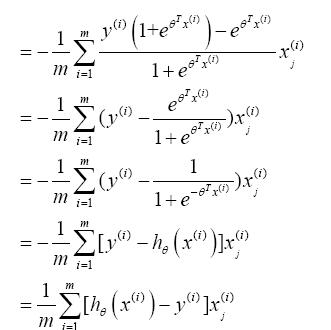 = -\frac{1}{m}\sum_{i=1}^{m}\frac{y^{(i)}\left(1+e^{\theta^T x^{(i)}}\right)-e^{\theta^T x^{(i)}}}{1+e^{\theta^T x^{(i)}}}x_j^{(i)}
= -\frac{1}{m}\sum_{i=1}^{m}(y^{(i)}-\frac{e^{\theta^T x^{(i)}}}{1+e^{\theta^T x^{(i)}}})x_j^{(i)}
= -\frac{1}{m}\sum_{i=1}^{m}(y^{(i)}-\frac{1}{1+e^{-\theta^T x^{(i)}}})x_j^{(i)}
= -\frac{1}{m}\sum_{i=1}^{m}[y^{(i)}-h_\theta\left(x^{(i)}\right)]x_j^{(i)}
= \frac{1}{m}\sum_{i=1}^{m}[h_\theta\left(x^{(i)}\right)-y^{(i)}]x_j^{(i)}